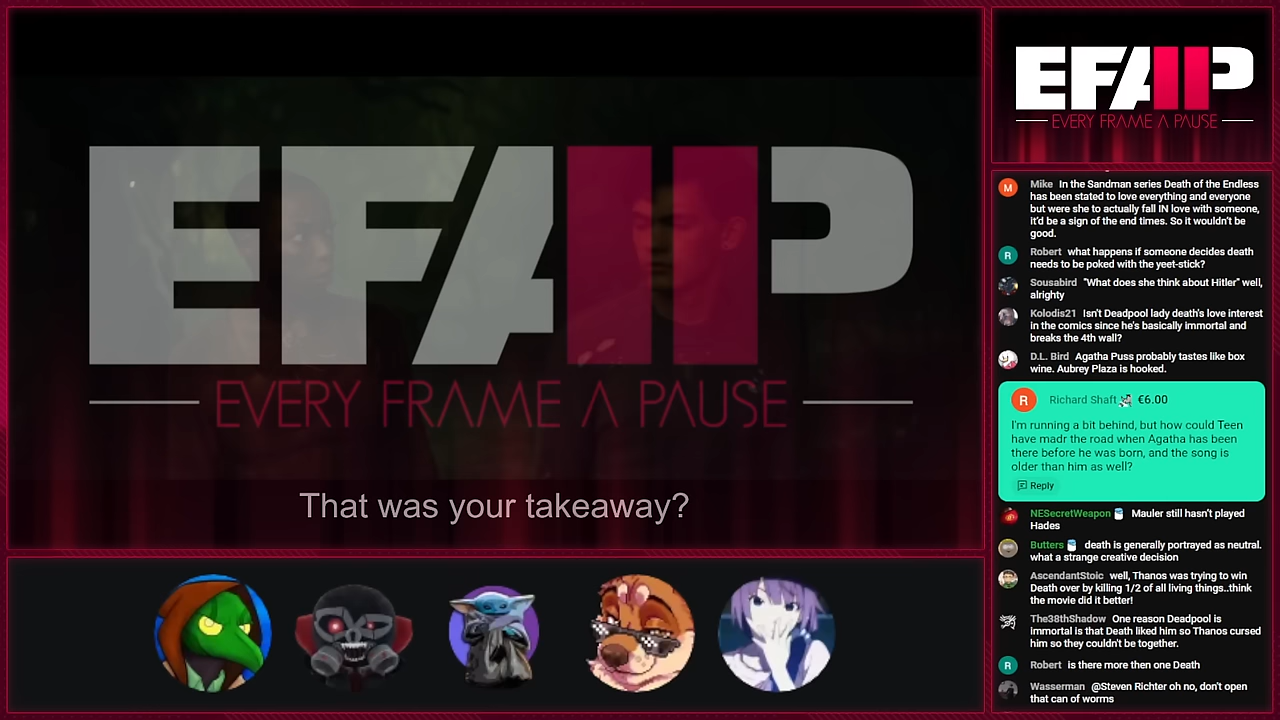 EFAP
EVERY FRAME A PAUSE
That was your takeaway?
EFAP
EVERY FRAME A PAUSE
M
Mike In the Sandman series Death of the Endless
has been stated to love everything and everyone
but were she to actually fall IN love with someone,
it'd be a sign of the end times. So it wouldn't be
good.
R
Robert what happens if someone decides death
needs to be poked with the yeet-stick?
Sousabird "What does she think about Hitler" well,
alrighty
Kolodis21 Isn't Deadpool lady death's love interest
in the comics since he's basically immortal and
breaks the 4th wall?
D.L. Bird Agatha Puss probably tastes like box
wine. Aubrey Plaza is hooked.
R
Richard Shaft €6.00
I'm running a bit behind, but how could Teen
have madr the road when Agatha has been
there before he was born, and the song is
older than him as well?
Reply
NESecretWeapon Mauler still hasn't played
Hades
Butters death is generally portrayed as neutral.
what a strange creative decision
AscendantStoic well, Thanos was trying to win
Death over by killing 1/2 of all living things..think
the movie did it better!
The38thShadow One reason Deadpool is
immortal is that Death liked him so Thanos cursed
him so they couldn't be together.
R
Robert is there more then one Death
Wasserman @Steven Richter oh no, don't open
that can of worms